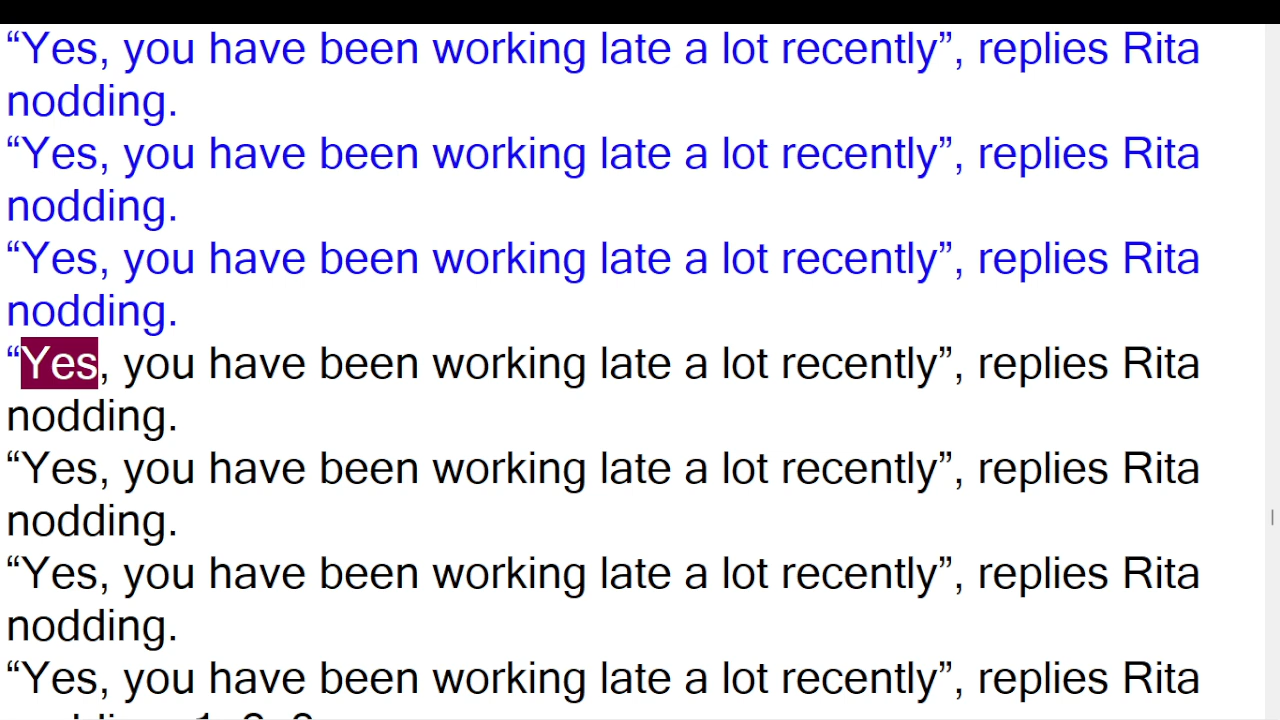 “Yes, you have been working late a lot recently”, replies Rita
nodding.
“Yes, you have been working late a lot recently”, replies Rita
nodding.
“Yes, you have been working late a lot recently”, replies Rita
nodding.
“Yes, you have been working late a lot recently”, replies Rita
nodding.
“Yes, you have been working late a lot recently”, replies Rita
nodding.
“Yes, you have been working late a lot recently”, replies Rita
nodding.
“Yes, you have been working late a lot recently”, replies Rita